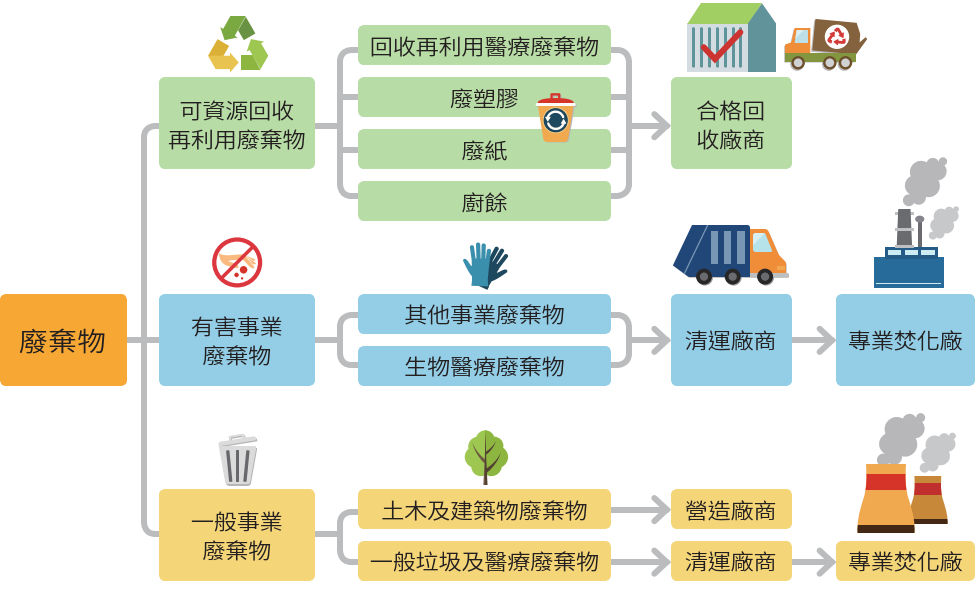 廢棄物
可資源回收
再利用廢棄物
回收再利用醫療廢棄物
廢塑膠
廢紙
廚餘
合格回
收廠商
有害事業
廢棄物
其他事業廢棄物
生物醫療廢棄物
清運廠商
專業焚化廠
一般事業
廢棄物
土木及建築物廢棄物
營造廠商
一般垃圾及醫療廢棄物
清運廠商
專業焚化廠